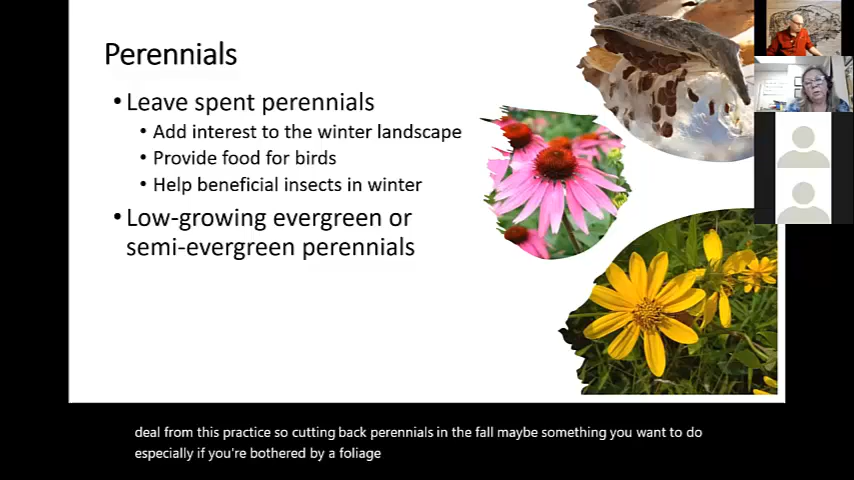 Perennials
• Leave spent perennials
• Add interest to the winter landscape
• Provide food for birds
• Help beneficial insects in winter
• Low-growing evergreen or
semi-evergreen perennials
deal from this practice so cutting back perennials in the fall maybe something you want to do
especially if you're bothered by a foliage